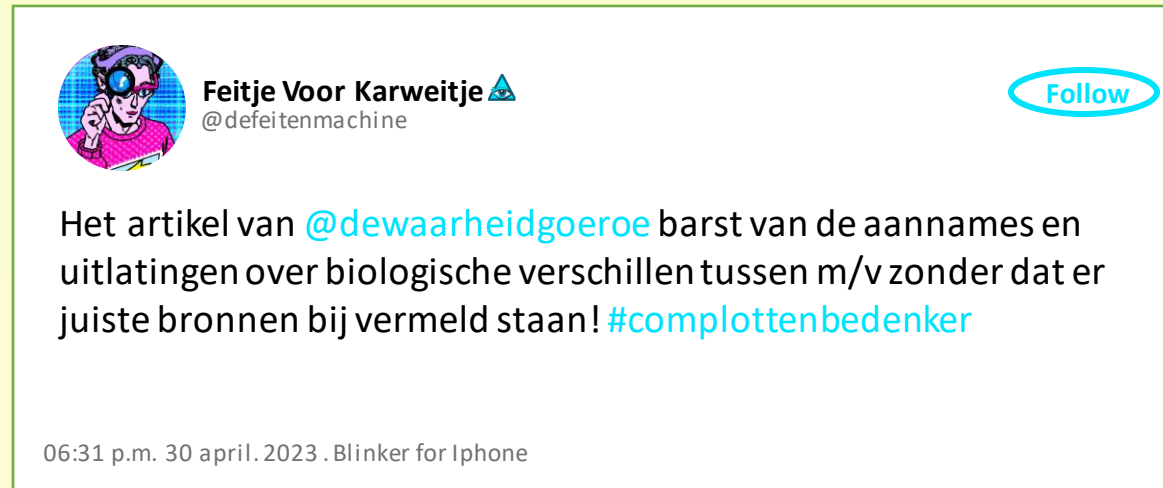 Feitje Voor Karweitje
@defeitenmachine
Follow
Het artikel van @dewaarheidgoeroe barst van de aannames en
uitlatingen over biologische verschillen tussen m/v zonder dat er
juiste bronnen bij vermeld staan! #complottenbedenker
06:31 p.m. 30 april. 2023 . Blinker for Iphone